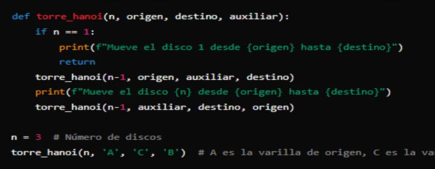 def torre_hanoi(n, origen, destino, auxiliar):
    if n == 1:
        print(f"Mueve el disco 1 desde {origen} hasta {destino}")
        return
    torre_hanoi(n-1, origen, auxiliar, destino)
    print(f"Mueve el disco {n} desde {origen} hasta {destino}")
    torre_hanoi(n-1, auxiliar, destino, origen)
n = 3  # Número de discos
torre_hanoi(n, 'A', 'C', 'B')  # A es la varilla de origen, C es la va